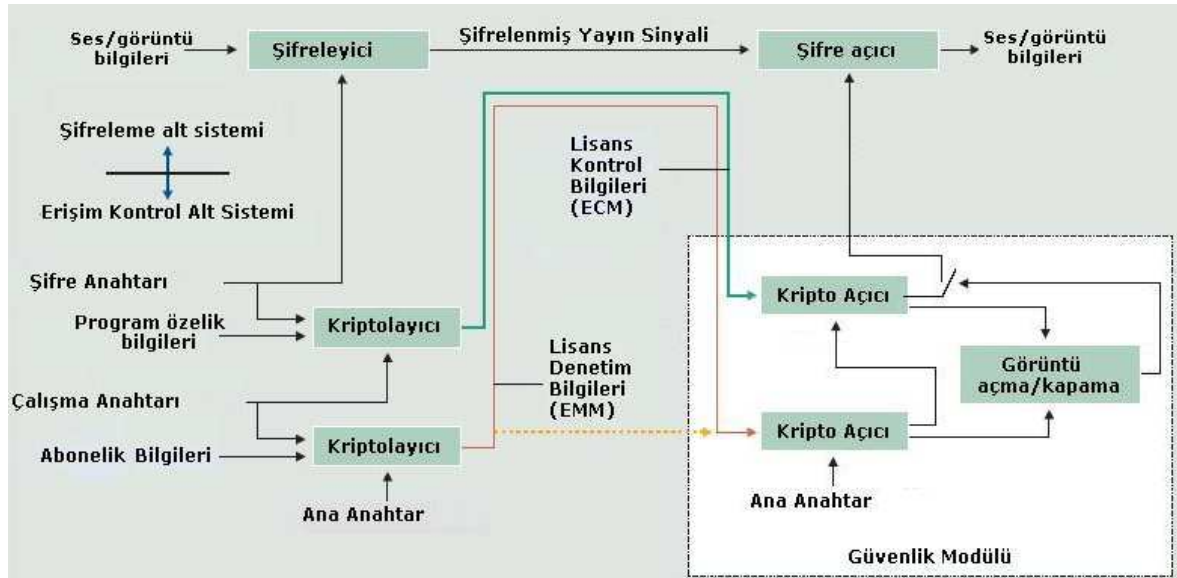 Ses/görüntü
bilgileri
Şifreleyici
Şifrelenmiş Yayın Sinyali
Şifre açıcı
Ses/görüntü
bilgileri
Şifreleme alt sistemi
Erişim Kontrol Alt Sistemi
Lisans
Kontrol
Bilgileri
(ECM)
Şifre Anahtarı
Program özelik
bilgileri
Kriptolayıcı
Kripto Açıcı
Görüntü
açma/kapama
Lisans
Denetim
Bilgileri
(EMM)
Çalışma Anahtarı
Abonelik Bilgileri
Kriptolayıcı
Kripto Açıcı
Ana Anahtar
Ana Anahtar
Güvenlik Modülü